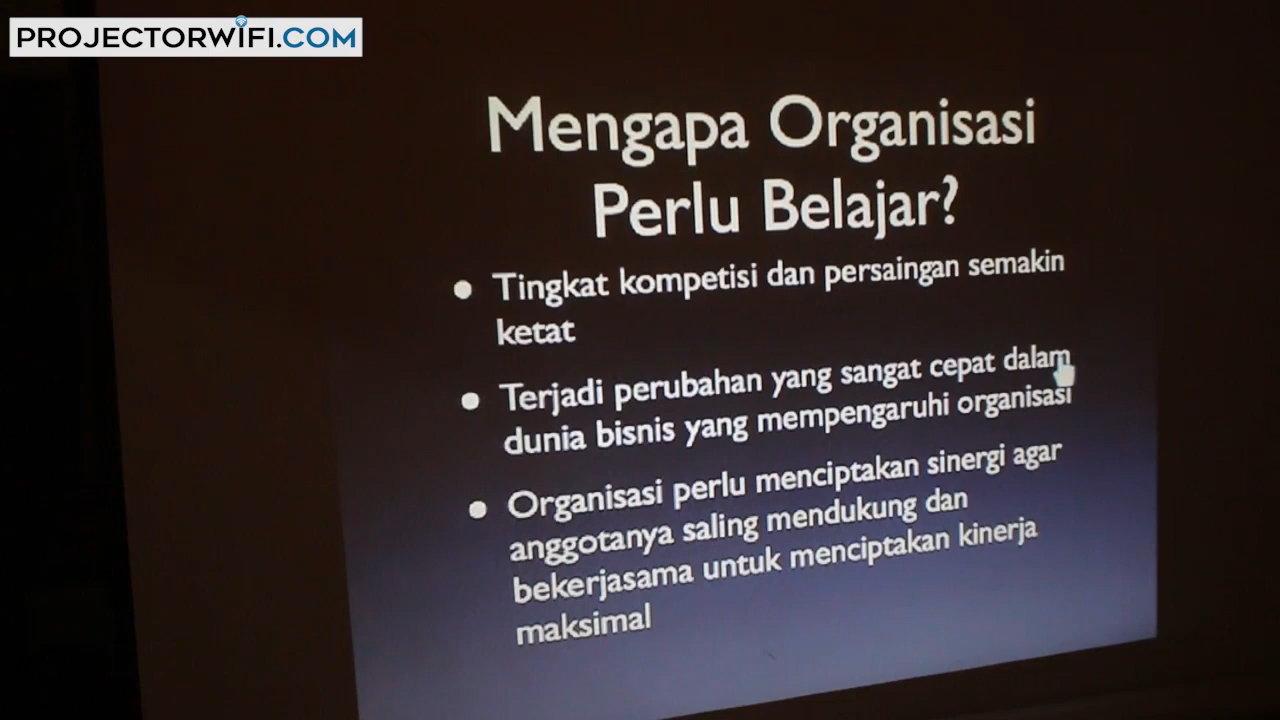 PROJECTORWIFI.COM
Mengapa Organisasi
Perlu Belajar?
• Tingkat kompetisi dan persaingan semakin
ketat
• Terjadi perubahan yang sangat cepat dalam
dunia bisnis yang mempengaruhi organisasi
• Organisasi perlu menciptakan sinergi agar
anggotanya saling mendukung dan
bekerjasama untuk menciptakan kinerja
maksimal